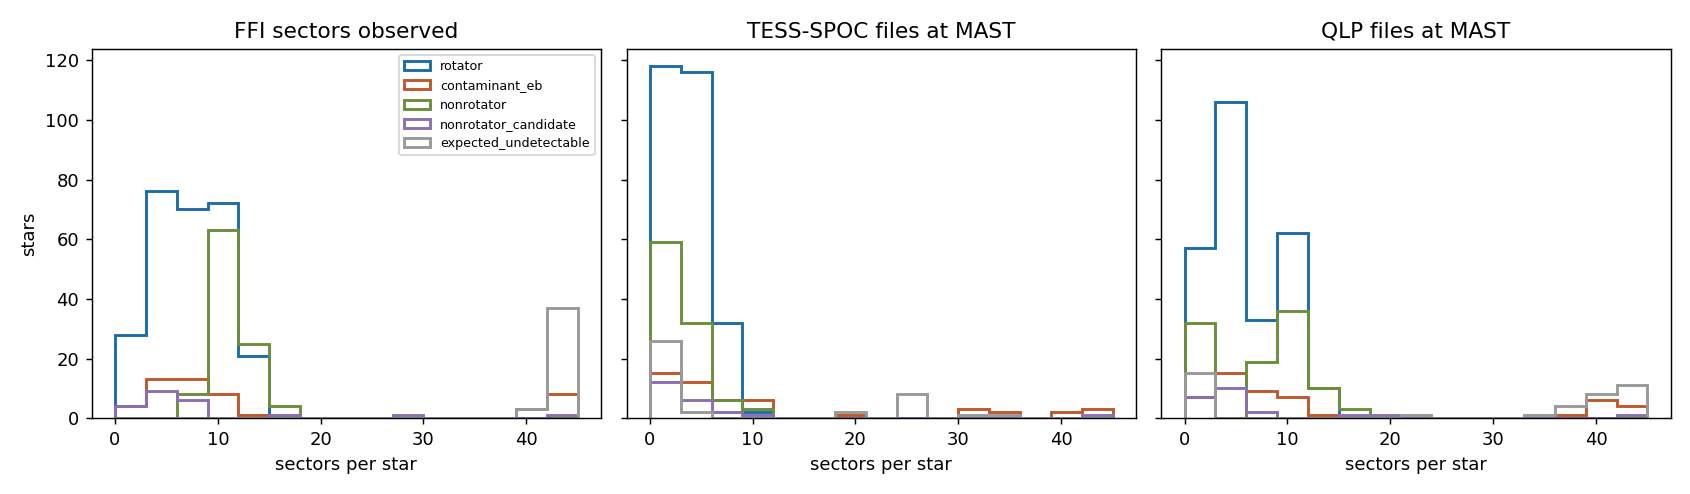 FFI sectors observed
TESS-SPOC files at MAST
QLP files at MAST
stars
120
100
80
60
40
20
0
rotator
contaminant_eb
nonrotator
nonrotator_candidate
expected_undetectable
0 10 20 30 40
0 10 20 30 40
0 10 20 30 40
sectors per star
sectors per star
sectors per star